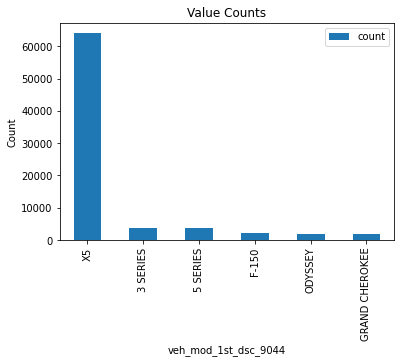 Value Counts
count
Count
60000
50000
40000
30000
20000
10000
0
X5
3 SERIES
5 SERIES
F-150
ODYSSEY
GRAND CHEROKEE
veh_mod_1st_dsc_9044